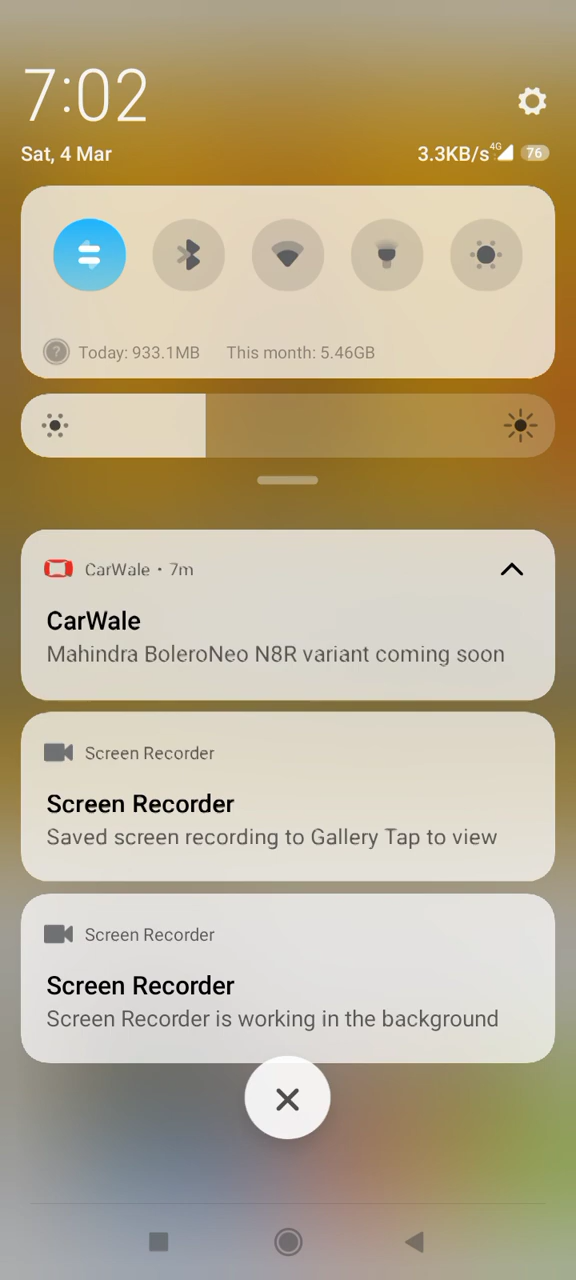 7:02
Sat, 4 Mar
3.3KB/s 4G 76
Today: 933.1MB This month: 5.46GB
CarWale • 7m
CarWale
Mahindra BoleroNeo N8R variant coming soon
Screen Recorder
Screen Recorder
Saved screen recording to Gallery Tap to view
Screen Recorder
Screen Recorder
Screen Recorder is working in the background